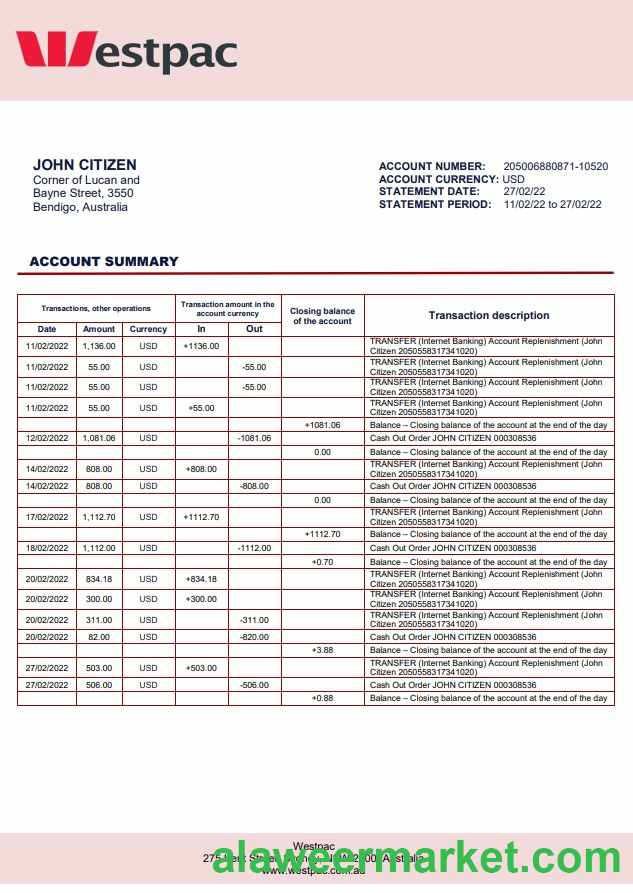 Westpac
JOHN CITIZEN
Corner of Lucan and
Bayne Street, 3550
Bendigo, Australia
ACCOUNT NUMBER: 205006880871-10520
ACCOUNT CURRENCY: USD
STATEMENT DATE: 27/02/22
STATEMENT PERIOD: 11/02/22 to 27/02/22
ACCOUNT SUMMARY
Transactions, other operations
Transaction amount in the
account currency
Closing balance
of the account
Transaction description
Date Amount Currency In Out
11/02/2022 1,136.00 USD +1136.00 TRANSFER (Internet Banking) Account Replenishment (John
Citizen 2050558317341020)
11/02/2022 55.00 USD -55.00 TRANSFER (Internet Banking) Account Replenishment (John
Citizen 2050558317341020)
11/02/2022 55.00 USD -55.00 TRANSFER (Internet Banking) Account Replenishment (John
Citizen 2050558317341020)
11/02/2022 55.00 USD +55.00 TRANSFER (Internet Banking) Account Replenishment (John
Citizen 2050558317341020)
+1081.06 Balance – Closing balance of the account at the end of the day
12/02/2022 1,081.06 USD -1081.06 Cash Out Order JOHN CITIZEN 000308536
0.00 Balance – Closing balance of the account at the end of the day
14/02/2022 808.00 USD +808.00 TRANSFER (Internet Banking) Account Replenishment (John
Citizen 2050558317341020)
14/02/2022 808.00 USD -808.00 Cash Out Order JOHN CITIZEN 000308536
0.00 Balance – Closing balance of the account at the end of the day
17/02/2022 1,112.70 USD +1112.70 TRANSFER (Internet Banking) Account Replenishment (John
Citizen 2050558317341020)
+1112.70 Balance – Closing balance of the account at the end of the day
18/02/2022 1,112.00 USD -1112.00 Cash Out Order JOHN CITIZEN 000308536
+0.70 Balance – Closing balance of the account at the end of the day
20/02/2022 834.18 USD +834.18 TRANSFER (Internet Banking) Account Replenishment (John
Citizen 2050558317341020)
20/02/2022 300.00 USD +300.00 TRANSFER (Internet Banking) Account Replenishment (John
Citizen 2050558317341020)
20/02/2022 311.00 USD -311.00 TRANSFER (Internet Banking) Account Replenishment (John
Citizen 2050558317341020)
20/02/2022 82.00 USD -820.00 Cash Out Order JOHN CITIZEN 000308536
+3.88 Balance – Closing balance of the account at the end of the day
27/02/2022 503.00 USD +503.00 TRANSFER (Internet Banking) Account Replenishment (John
Citizen 2050558317341020)
27/02/2022 506.00 USD -506.00 Cash Out Order JOHN CITIZEN 000308536
+0.88 Balance – Closing balance of the account at the end of the day
Westpac
275 Australia
www.westpac.com.au
alaweermarket.com